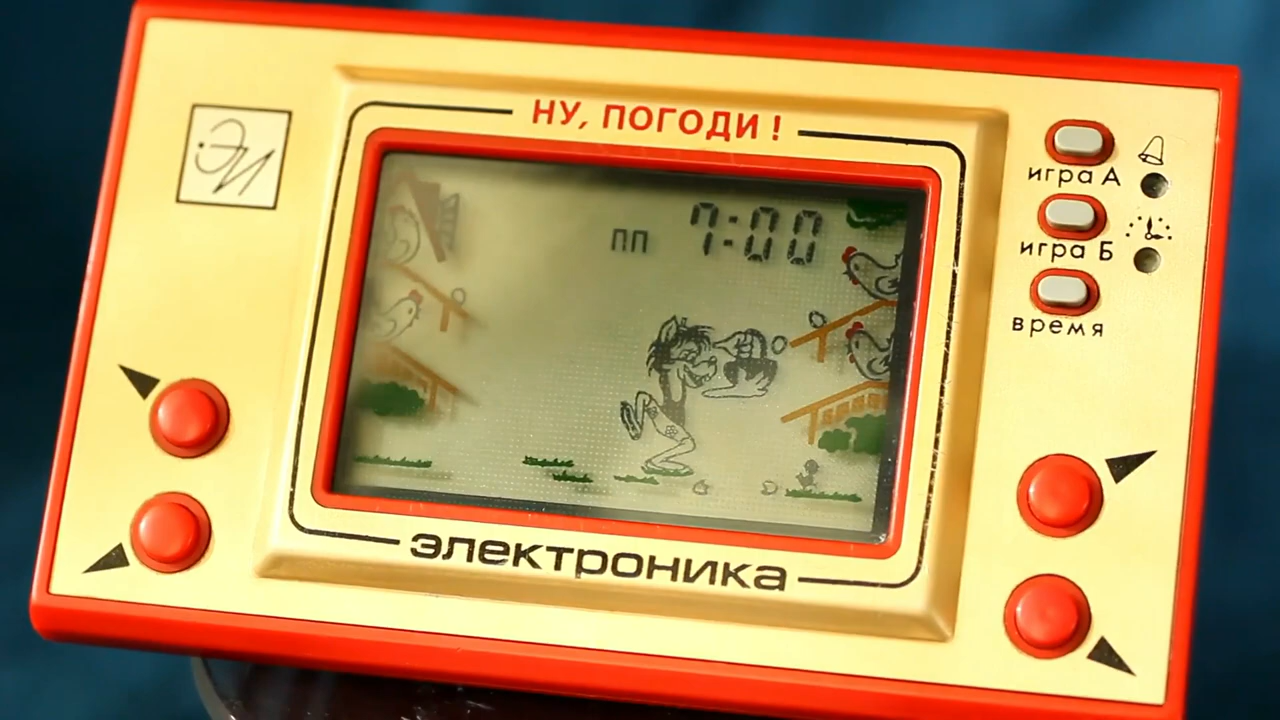 НУ, ПОГОДИ!
ЭИ
ПП 7:00
игра А
игра Б
время
электроника